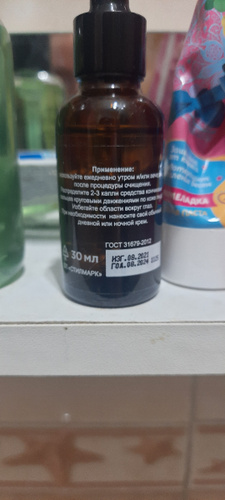 Применение:
ежедневно утром и/или вечером
после процедуры очищения.
2-3 капли средства кончиками
круговыми движениями по коже
Избегайте области вокруг глаз.
При необходимости нанесите свой обычный
дневной или ночной крем.
ГОСТ 31679-2012
30 МЛ
ИЗГ.08.2021
ГОД.08.2024
«СТИЛМАРК»